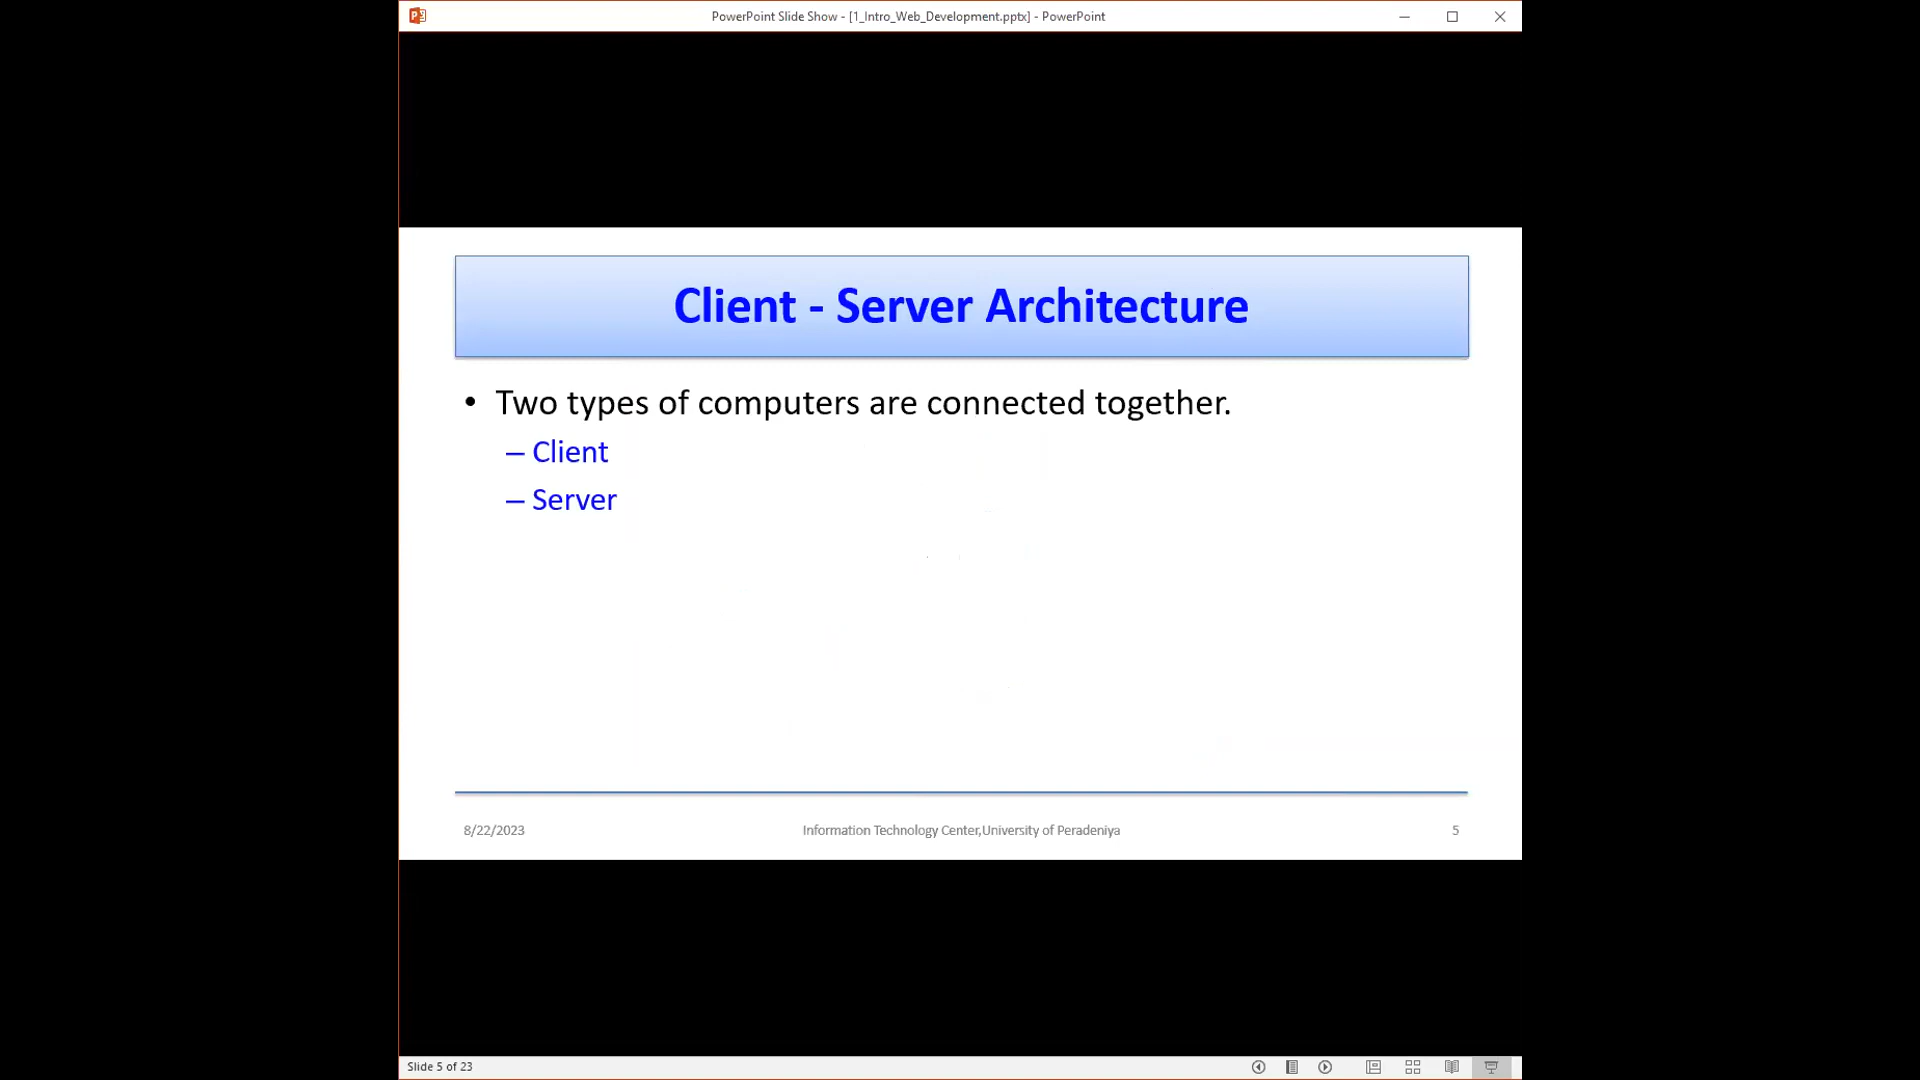 PowerPoint Slide Show - [1_Intro_Web_Development.pptx] - PowerPoint
Client - Server Architecture
• Two types of computers are connected together.
– Client
– Server
8/22/2023 Information Technology Center,University of Peradeniya 5
Slide 5 of 23